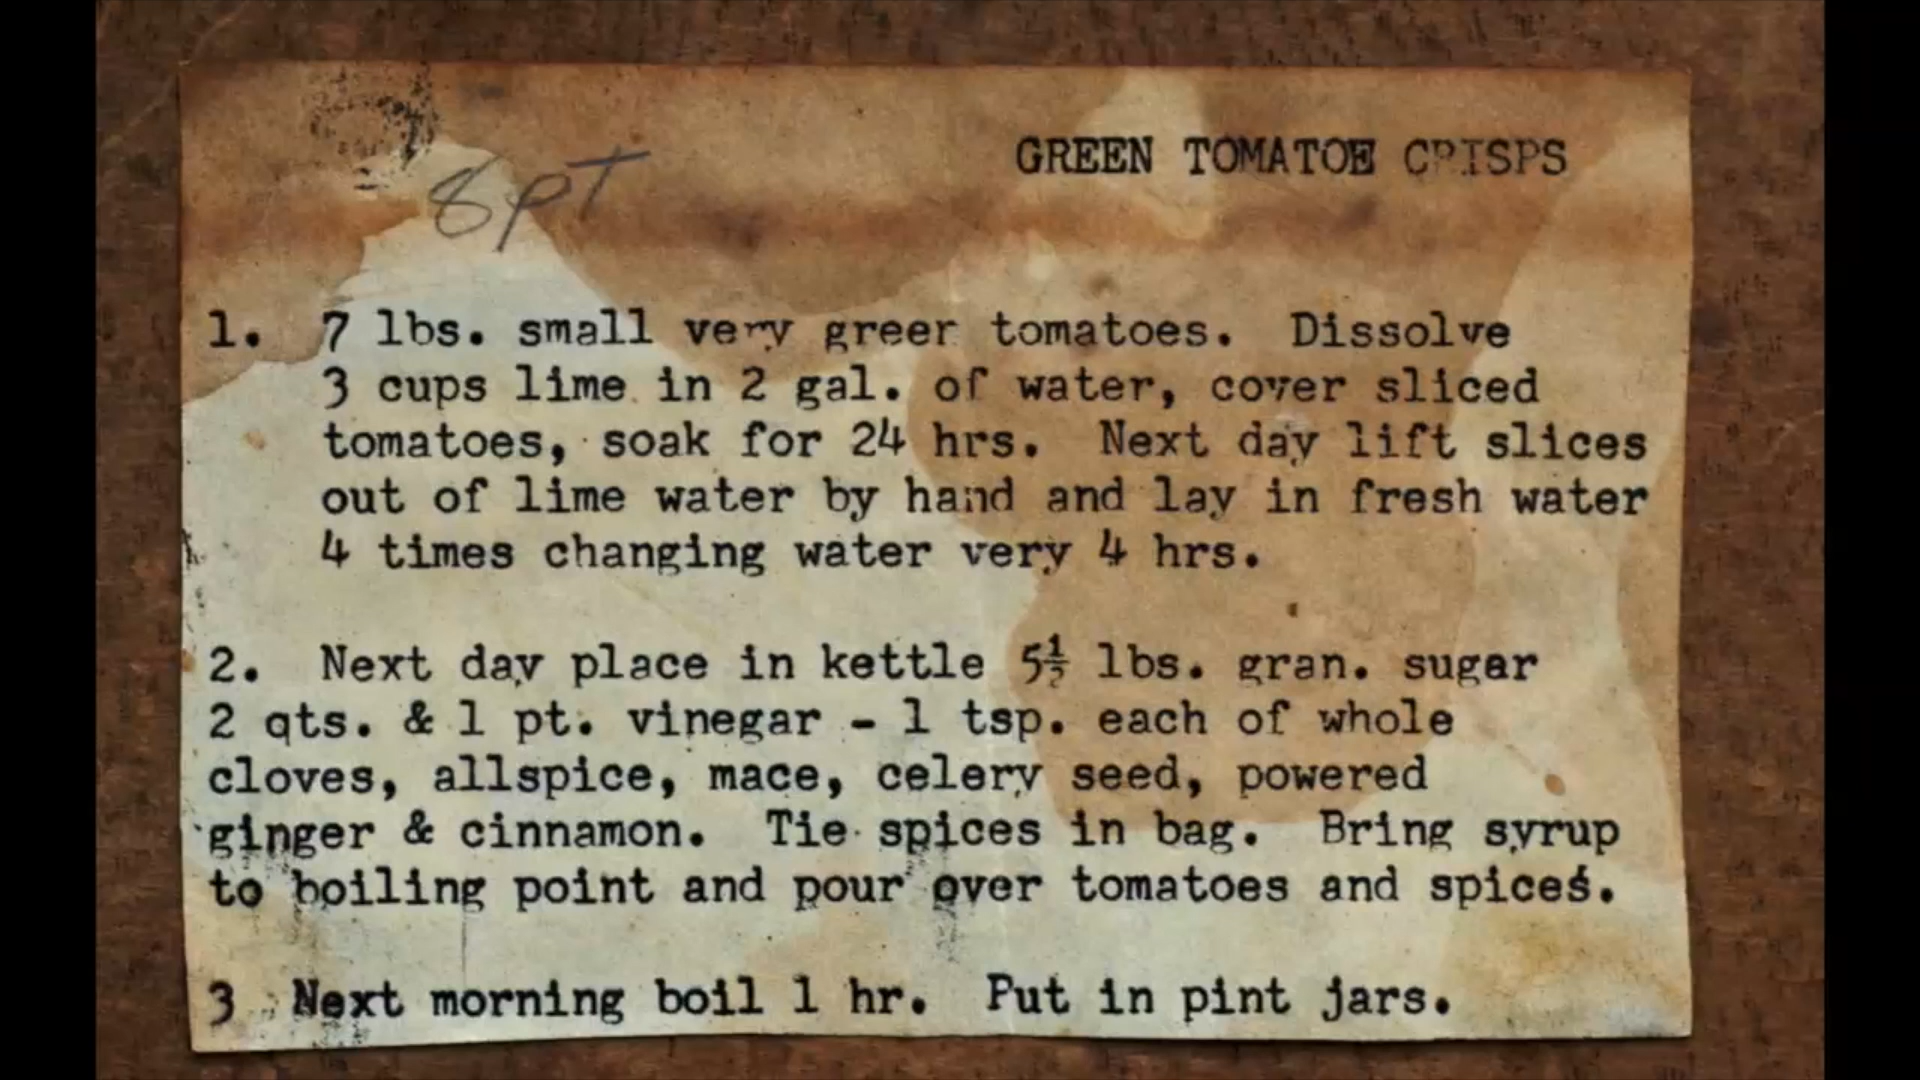 8pt
GREEN TOMATOE CRISPS
1. 7 lbs. small very green tomatoes. Dissolve
3 cups lime in 2 gal. of water, cover sliced
tomatoes, soak for 24 hrs. Next day lift slices
out of lime water by hand and lay in fresh water
4 times changing water very 4 hrs.
2. Next day place in kettle 5½ lbs. gran. sugar
2 qts. & 1 pt. vinegar - 1 tsp. each of whole
cloves, allspice, mace, celery seed, powered
ginger & cinnamon. Tie spices in bag. Bring syrup
to boiling point and pour over tomatoes and spices.
3 Next morning boil 1 hr. Put in pint jars.